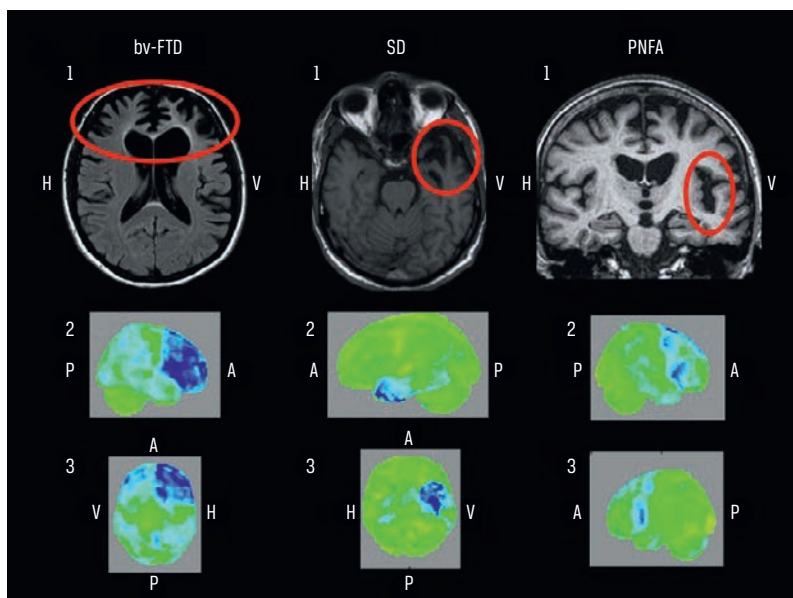 bv-FTD SD PNFA
1 1 1
H V H V H V
2 2 2
P A A P P A
3 A 3 A 3
V H H V A P
P P